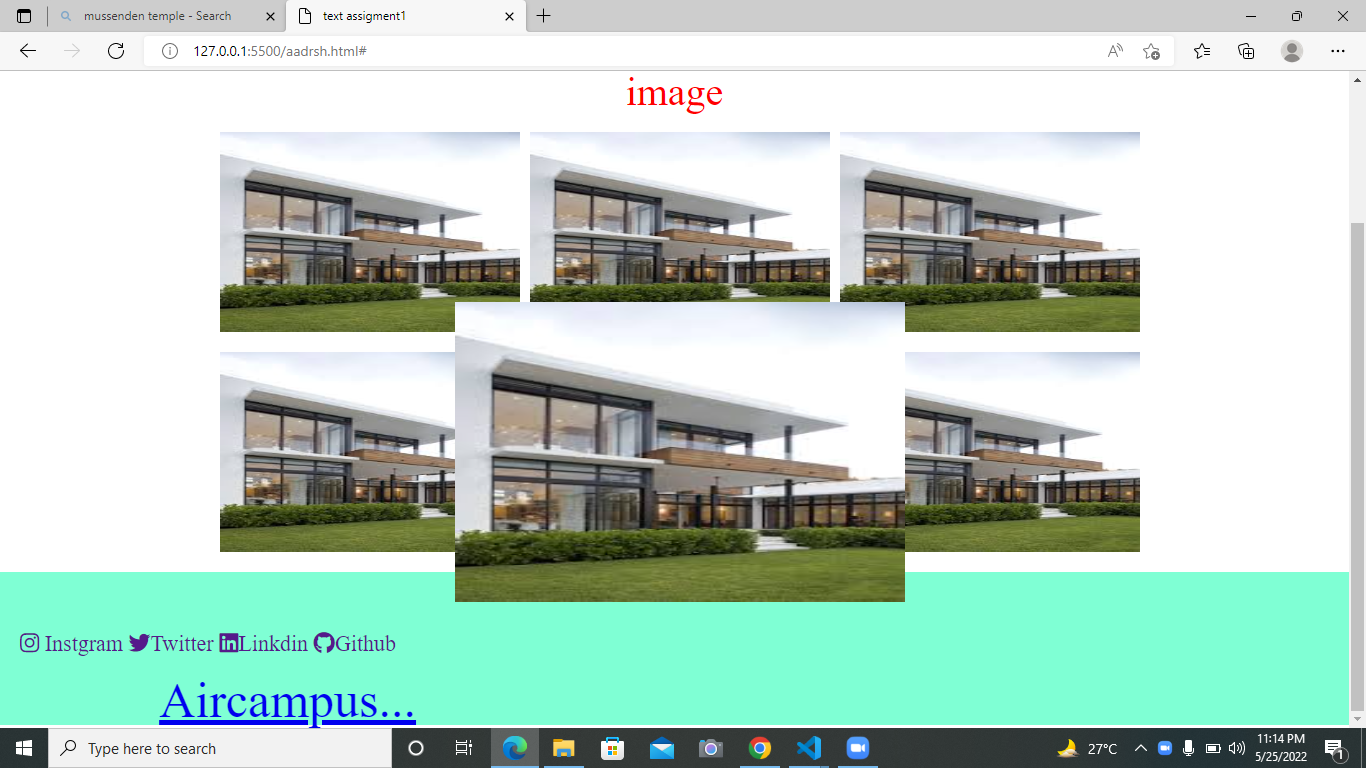 mussenden temple - Search
text assigment1
127.0.0.1:5500/aadrsh.html#
image
Instgram Twitter Linkdin Github
Aircampus...
Type here to search
27°C
11:14 PM
5/25/2022
1